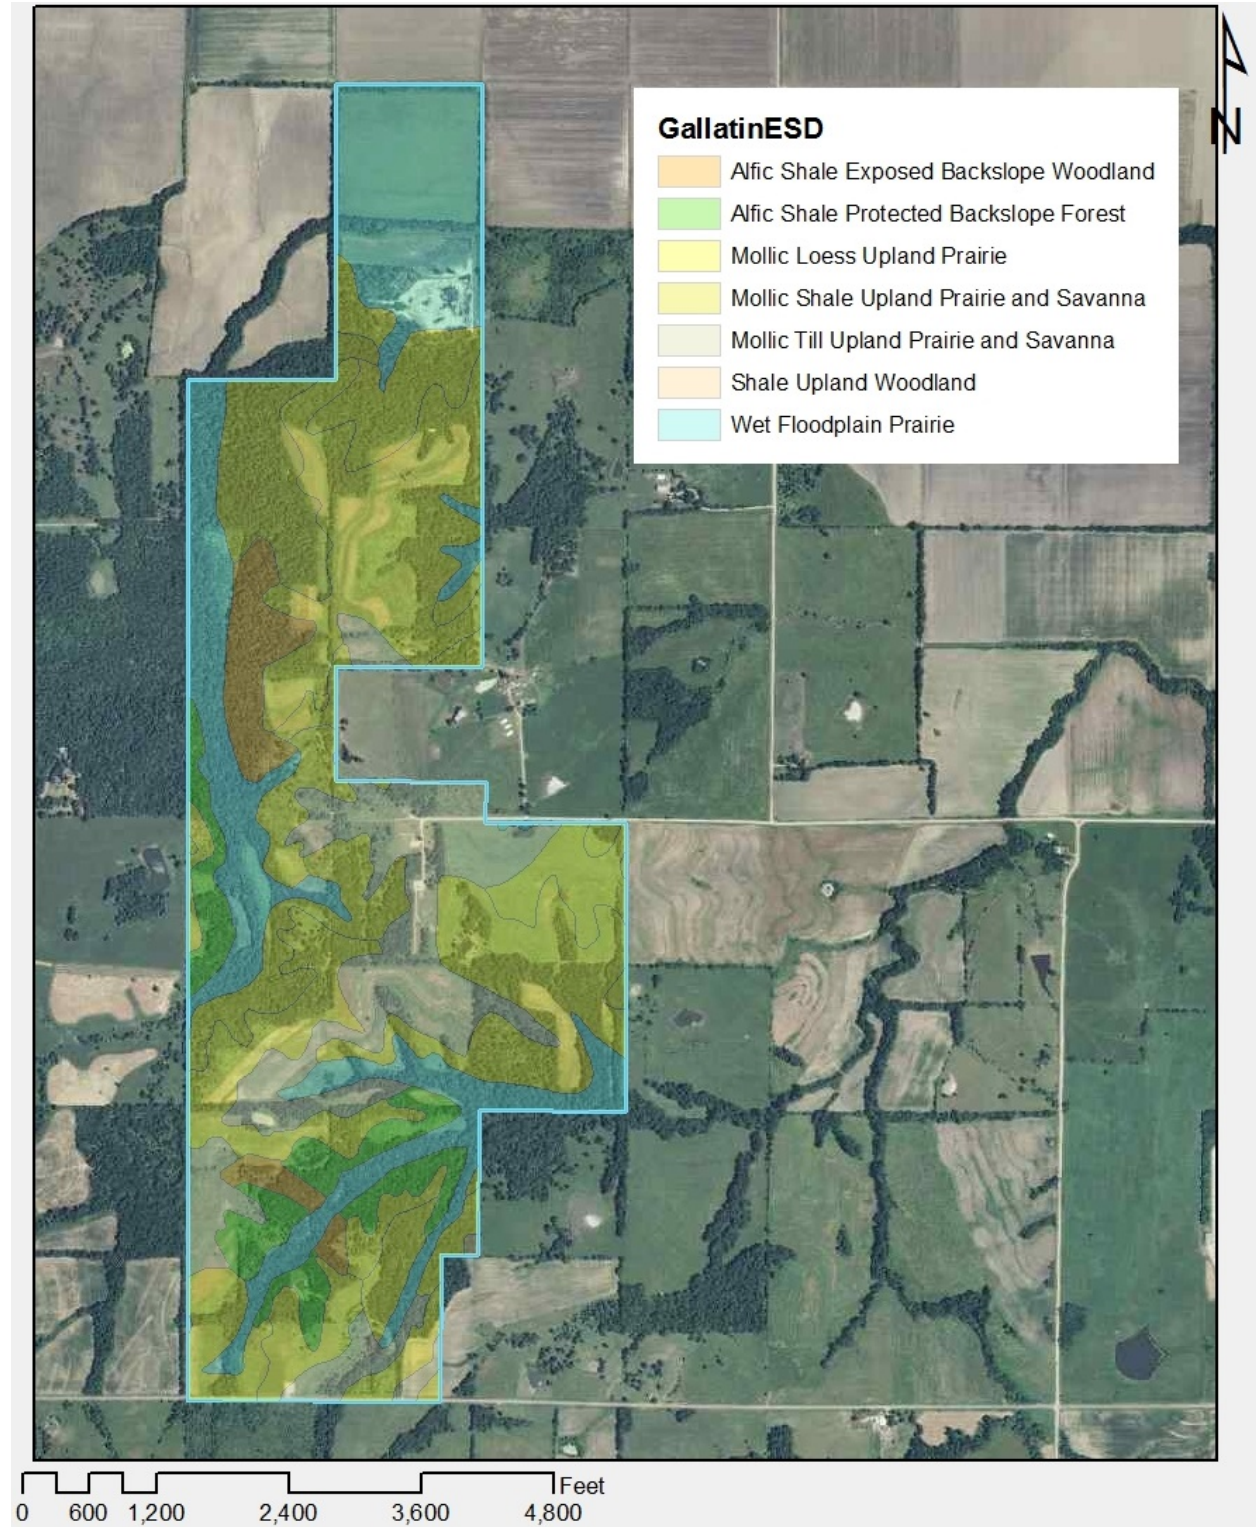 N
GallatinESD
Alfic Shale Exposed Backslope Woodland
Alfic Shale Protected Backslope Forest
Mollic Loess Upland Prairie
Mollic Shale Upland Prairie and Savanna
Mollic Till Upland Prairie and Savanna
Shale Upland Woodland
Wet Floodplain Prairie
Feet
0 600 1,200 2,400 3,600 4,800